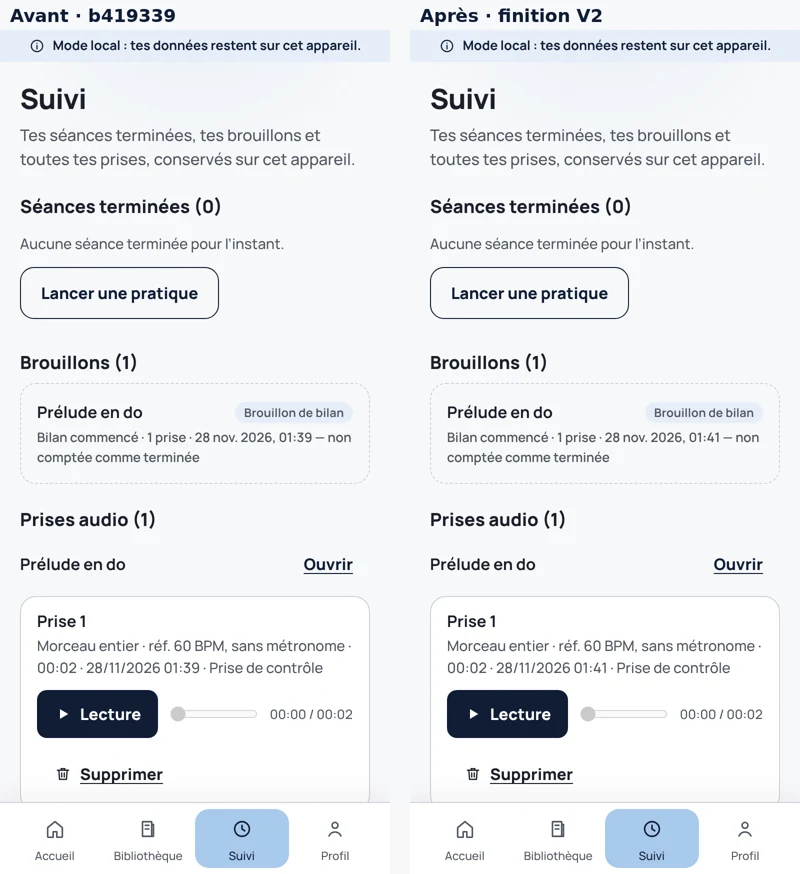 Avant · b419339
Mode local : tes données restent sur cet appareil.
Suivi
Tes séances terminées, tes brouillons et
toutes tes prises, conservés sur cet appareil.
Séances terminées (0)
Aucune séance terminée pour l'instant.
Lancer une pratique
Brouillons (1)
Prélude en do
Brouillon de bilan
Bilan commencé · 1 prise · 28 nov. 2026, 01:39 — non
comptée comme terminée
Prises audio (1)
Prélude en do
Ouvrir
Prise 1
Morceau entier · réf. 60 BPM, sans métronome ·
00:02 · 28/11/2026 01:39 · Prise de contrôle
Lecture
00:00 / 00:02
Supprimer
Accueil
Bibliothèque
Suivi
Profil
Après · finition V2
Mode local : tes données restent sur cet appareil.
Suivi
Tes séances terminées, tes brouillons et
toutes tes prises, conservés sur cet appareil.
Séances terminées (0)
Aucune séance terminée pour l'instant.
Lancer une pratique
Brouillons (1)
Prélude en do
Brouillon de bilan
Bilan commencé · 1 prise · 28 nov. 2026, 01:41 — non
comptée comme terminée
Prises audio (1)
Prélude en do
Ouvrir
Prise 1
Morceau entier · réf. 60 BPM, sans métronome ·
00:02 · 28/11/2026 01:41 · Prise de contrôle
Lecture
00:00 / 00:02
Supprimer
Accueil
Bibliothèque
Suivi
Profil